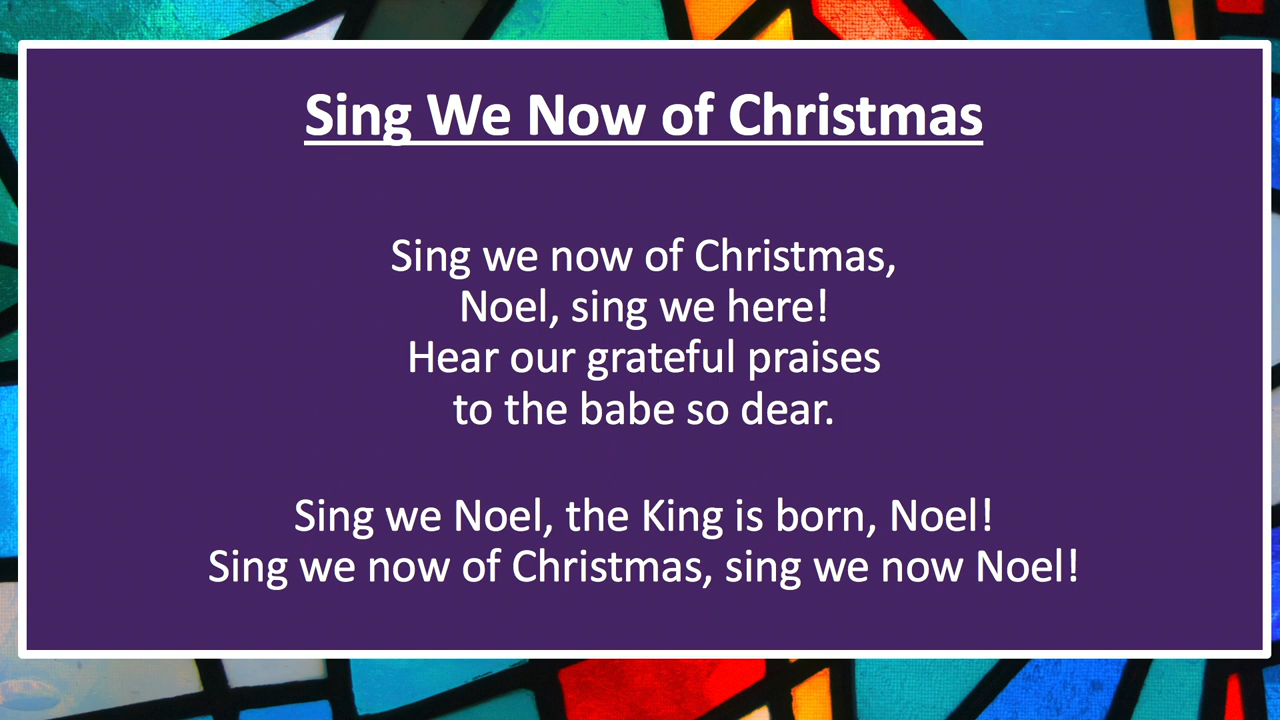 Sing We Now of Christmas
Sing we now of Christmas,
Noel, sing we here!
Hear our grateful praises
to the babe so dear.
Sing we Noel, the King is born, Noel!
Sing we now of Christmas, sing we now Noel!